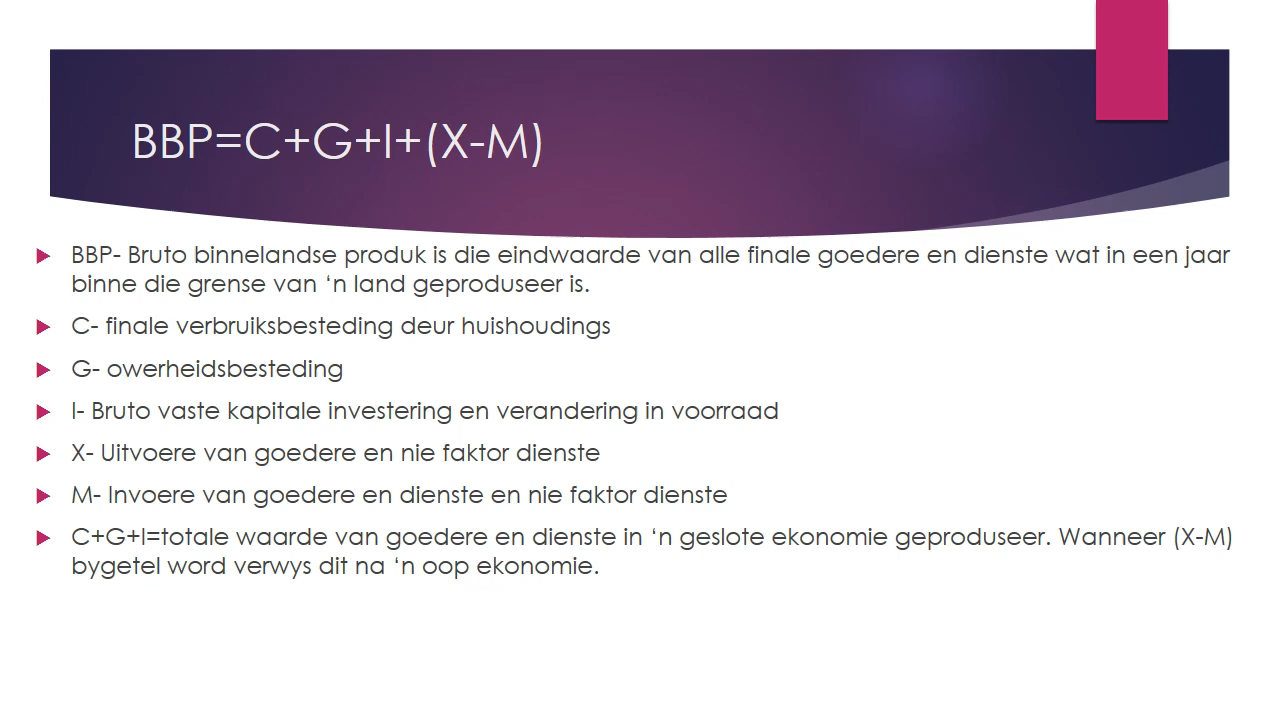 BBP=C+G+I+(X-M)
BBP- Bruto binnelandse produk is die eindwaarde van alle finale goedere en dienste wat in een jaar
binne die grense van ‘n land geproduseer is.
C- finale verbruiksbesteding deur huishoudings
G- owerheidsbesteding
I- Bruto vaste kapitale investering en verandering in voorraad
X- Uitvoere van goedere en nie faktor dienste
M- Invoere van goedere en dienste en nie faktor dienste
C+G+I=totale waarde van goedere en dienste in ‘n geslote ekonomie geproduseer. Wanneer (X-M)
bygetel word verwys dit na ‘n oop ekonomie.